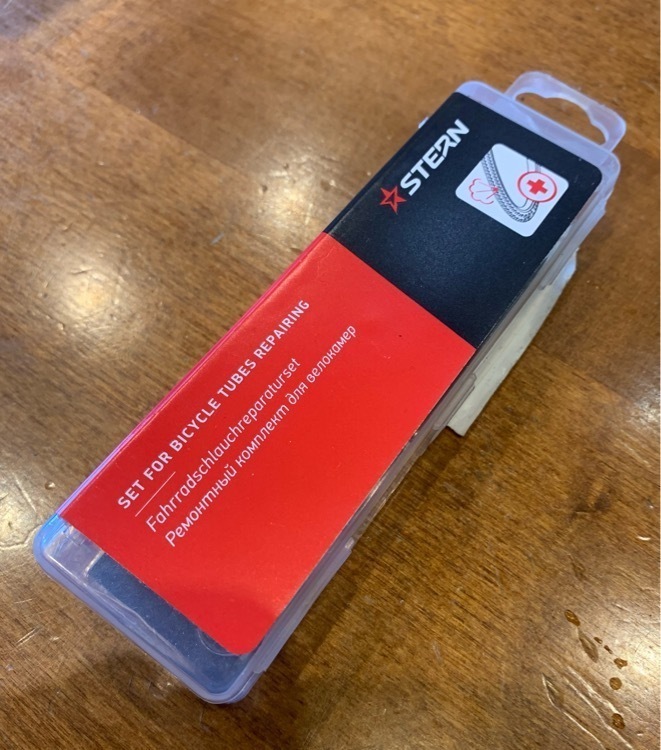 STERN
SET FOR BICYCLE TUBES REPAIRING
Fahrradschlauchreparaturset
Ремонтный комплект для велокамер